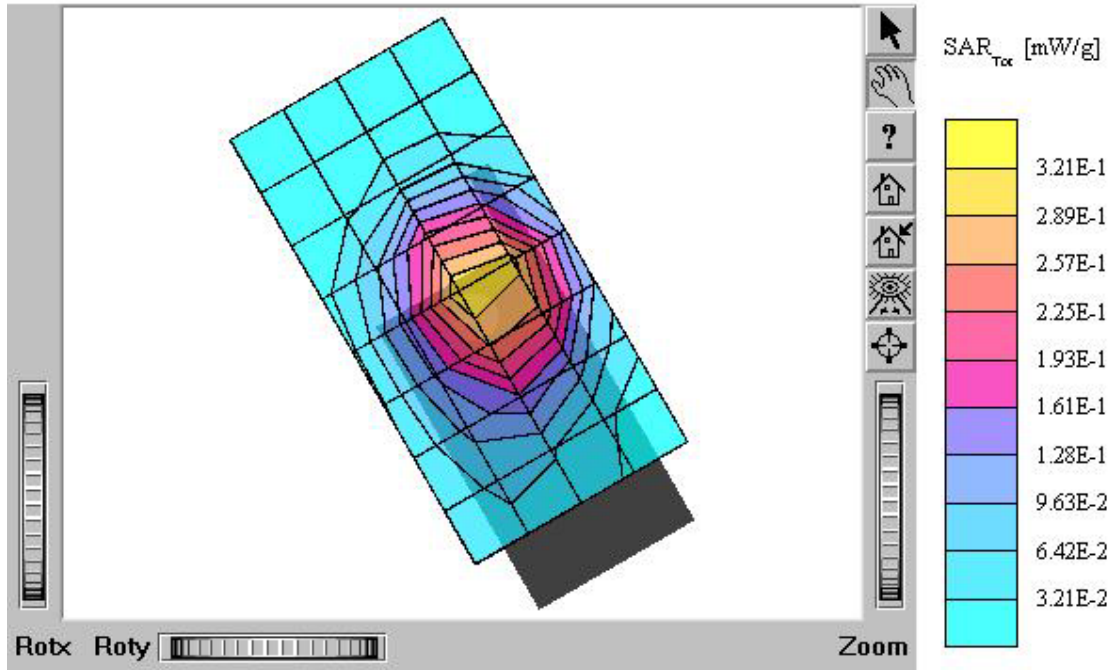 SAR_Tot [mW/g]
?
3.21E-1
2.89E-1
2.57E-1
2.25E-1
1.93E-1
1.61E-1
1.28E-1
9.63E-2
6.42E-2
3.21E-2
Rotx Roty Zoom